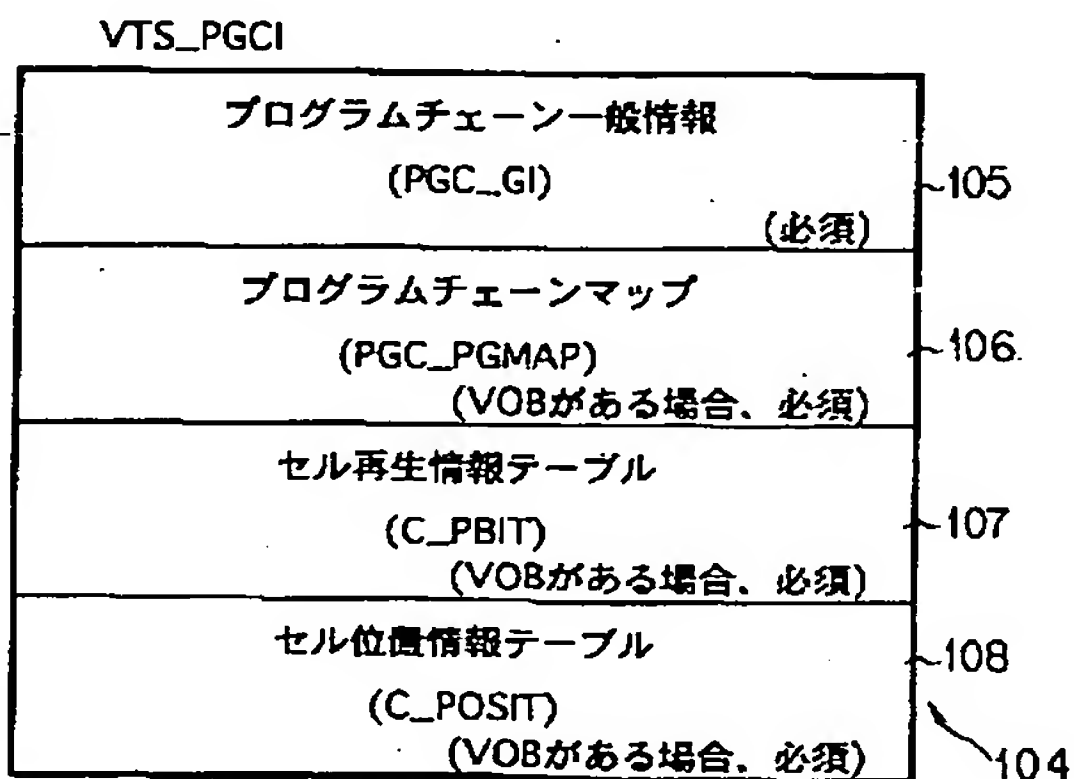 VTS_PGCI
プログラムチェーン一般情報
(PGC_GI)
(必須)
105
プログラムチェーンマップ
(PGC_PGMAP)
(VOBがある場合、必須)
106
セル再生情報テーブル
(C_PBIT)
(VOBがある場合、必須)
107
セル位置情報テーブル
(C_POSIT)
(VOBがある場合、必須)
108
104